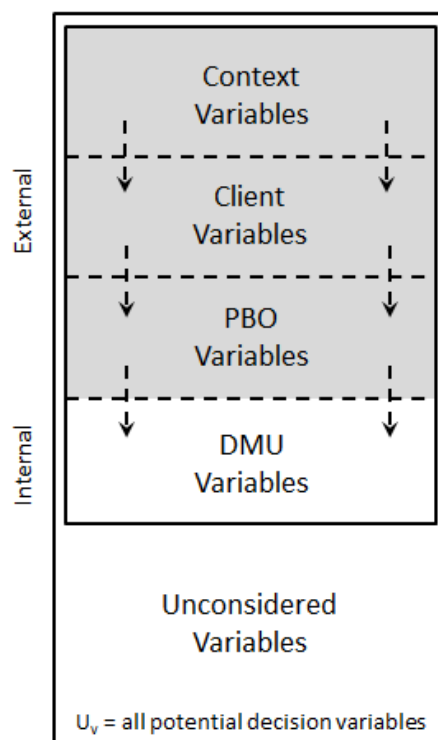 Context
Variables
External
Client
Variables
PBO
Variables
Internal
DMU
Variables
Unconsidered
Variables
Uv = all potential decision variables